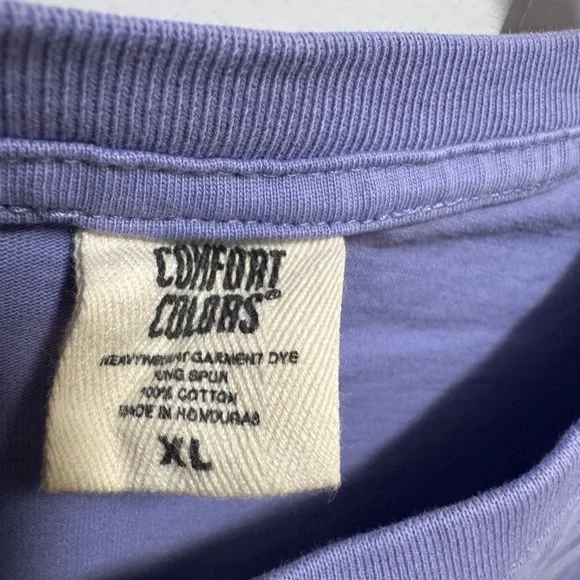 COMFORT
COLORS®
HEAVYWEIGHT GARMENT DYE
RING SPUN
100% COTTON
MADE IN HONDURAS
XL